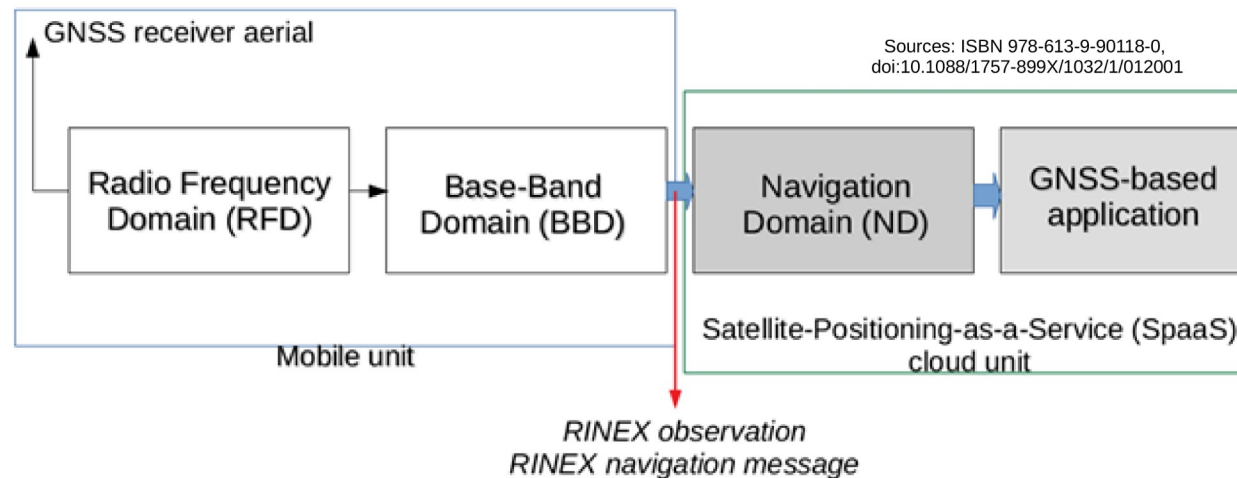 GNSS receiver aerial
Sources: ISBN 978-613-9-90118-0,
doi:10.1088/1757-899X/1032/1/012001
Radio Frequency
Domain (RFD)
Base-Band
Domain (BBD)
Navigation
Domain (ND)
GNSS-based
application
Mobile unit
Satellite-Positioning-as-a-Service (SpaaS)
cloud unit
RINEX observation
RINEX navigation message